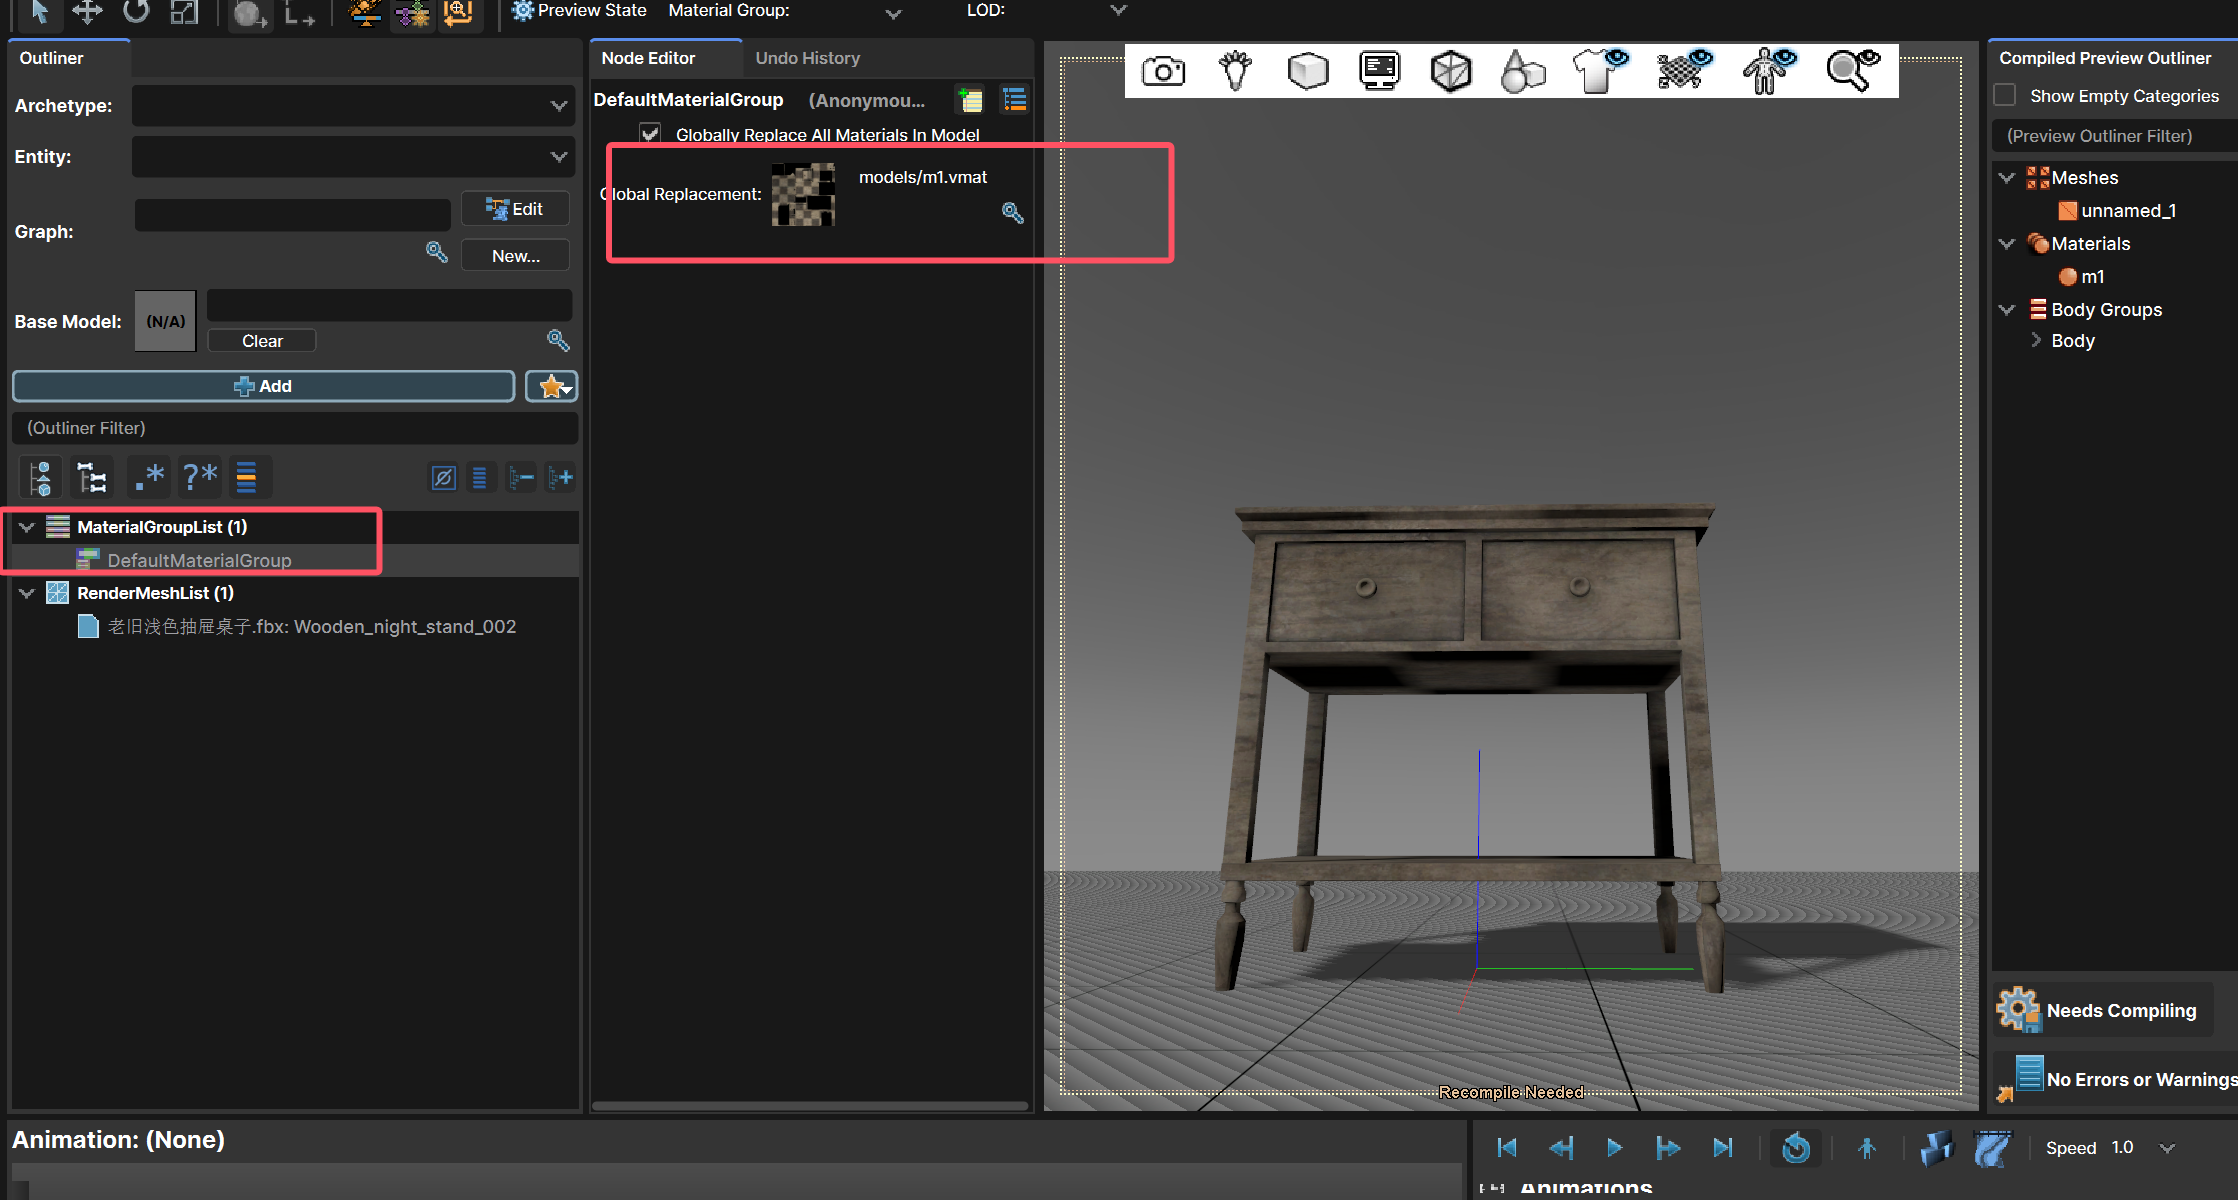 Preview State
Material Group:
LOD:
Outliner
Archetype:
Entity:
Graph:
Edit
New...
Base Model:
(N/A)
Clear
Add
(Outliner Filter)
.*
?*
MaterialGroupList (1)
DefaultMaterialGroup
RenderMeshList (1)
老旧浅色抽屉桌子.fbx: Wooden_night_stand_002
Node Editor
Undo History
DefaultMaterialGroup
(Anonymou...
Globally Replace All Materials In Model
Global Replacement:
models/m1.vmat
Recompile Needed
Compiled Preview Outliner
Show Empty Categories
(Preview Outliner Filter)
Meshes
unnamed_1
Materials
m1
Body Groups
Body
Needs Compiling
No Errors or Warnings
Animation: (None)
Speed
1.0
Animations